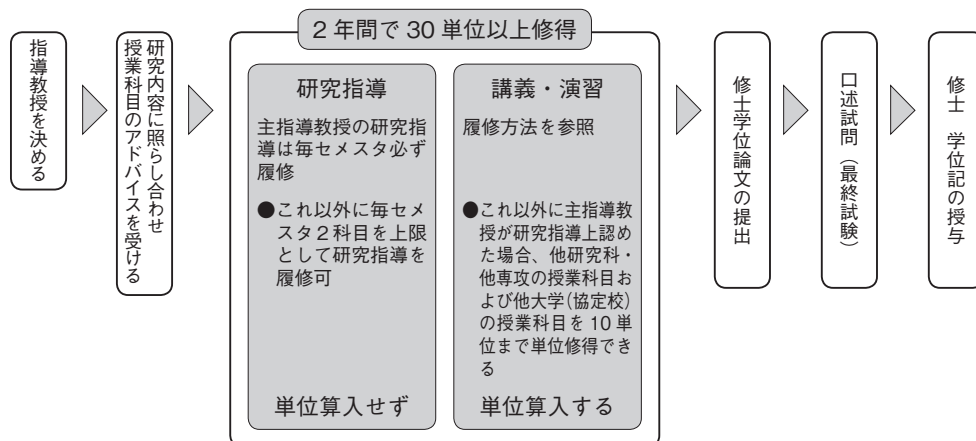 指導教授を決める
研究内容に照らし合わせ
授業科目のアドバイスを受ける
2年間で30単位以上修得
研究指導
主指導教授の研究指
導は毎セメスタ必ず
履修
●これ以外に毎セメ
スタ2科目を上限
として研究指導を
履修可
単位算入せず
講義・演習
履修方法を参照
●これ以外に主指導教
授が研究指導上認め
た場合、他研究科・
他専攻の授業科目お
よび他大学(協定校)
の授業科目を10単
位まで単位修得でき
る
単位算入する
修士学位論文の提出
口述試問（最終試験）
修士　学位記の授与